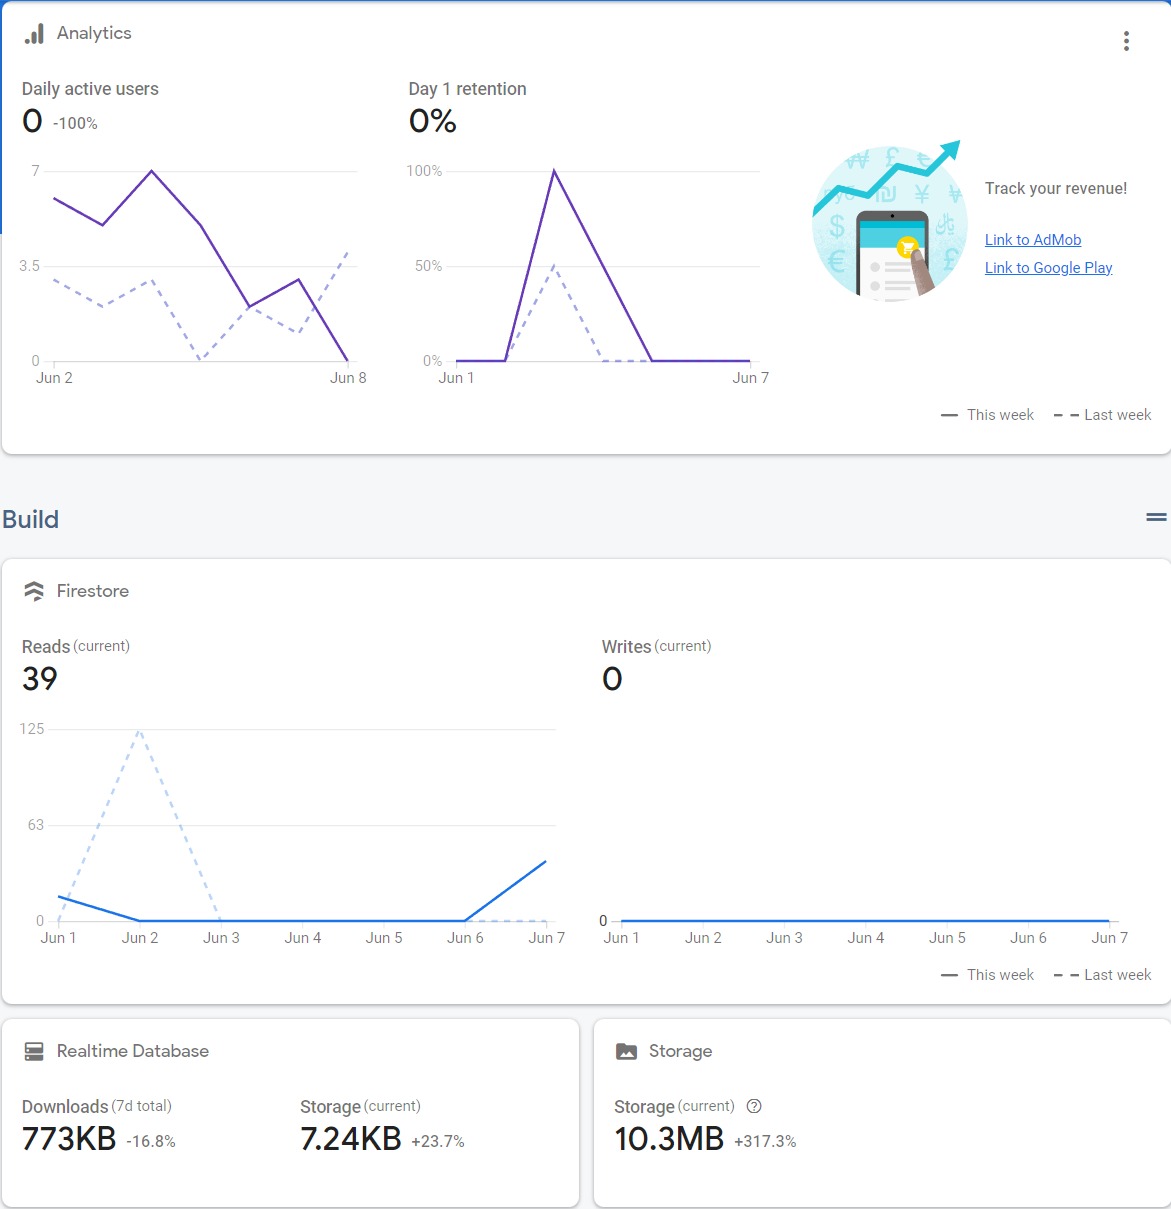 Analytics
Daily active users
0 -100%
7
3.5
0
Jun 2 Jun 8
Day 1 retention
0%
100%
50%
0%
Jun 1 Jun 7
Track your revenue!
Link to AdMob
Link to Google Play
This week Last week
Build
Firestore
Reads (current)
39
125
63
0
Jun 1 Jun 2 Jun 3 Jun 4 Jun 5 Jun 6 Jun 7
Writes (current)
0
0
Jun 1 Jun 2 Jun 3 Jun 4 Jun 5 Jun 6 Jun 7
This week Last week
Realtime Database
Downloads (7d total)
773KB -16.8%
Storage (current)
7.24KB +23.7%
Storage
Storage (current)
10.3MB +317.3%